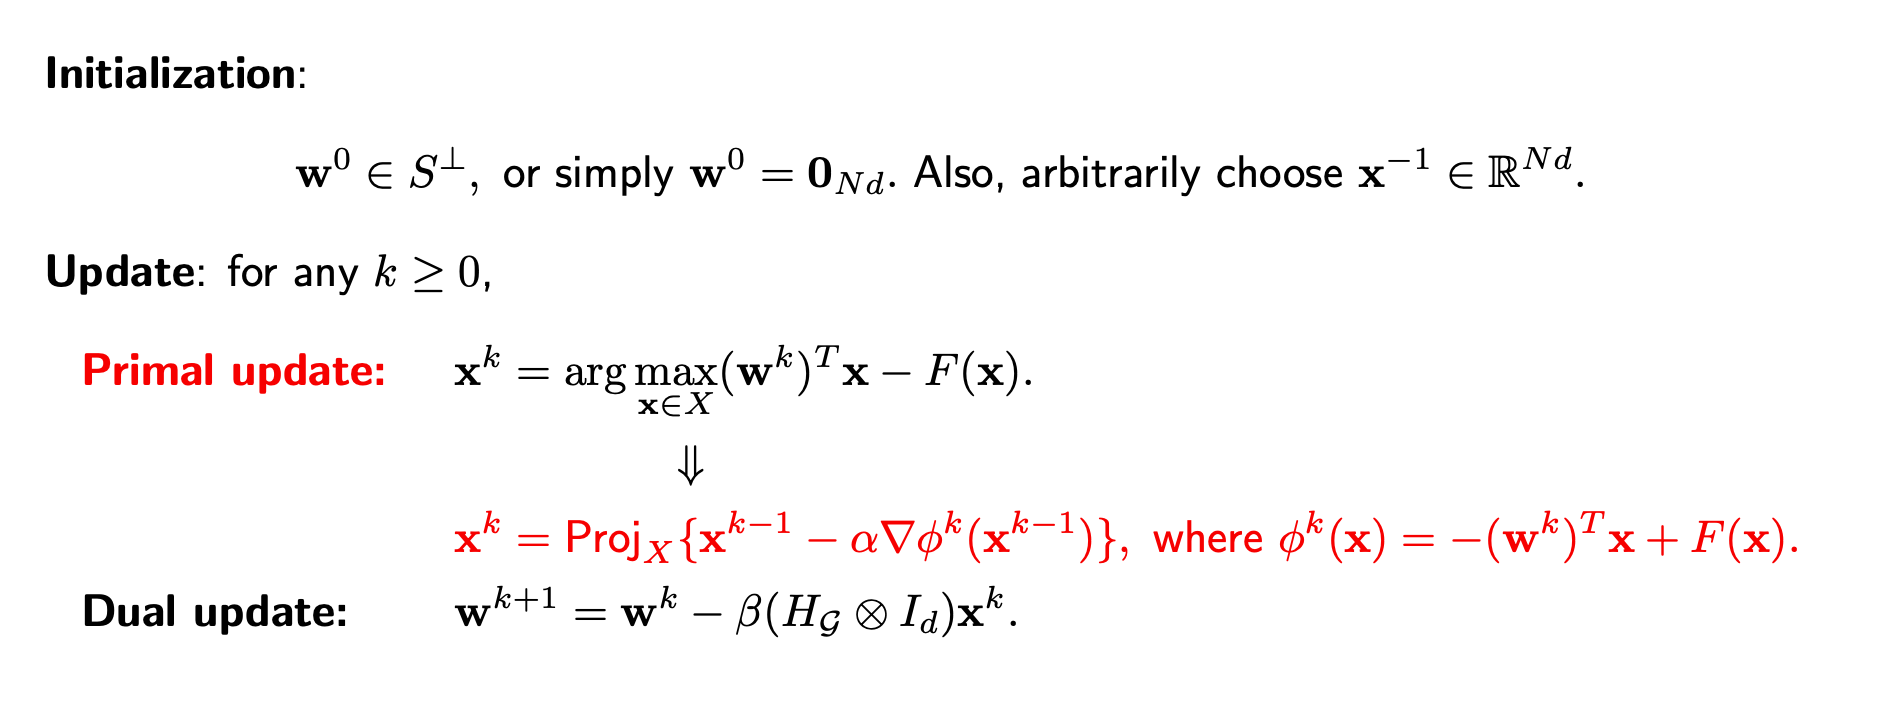 Initialization:
$\mathbf{w}^0 \in S^\perp$, or simply $\mathbf{w}^0 = \mathbf{0}_{Nd}$. Also, arbitrarily choose $\mathbf{x}^{-1} \in \mathbb{R}^{Nd}$.
Update: for any $k \geq 0$,
Primal update: $\mathbf{x}^k = \arg\max_{\mathbf{x} \in X} (\mathbf{w}^k)^T \mathbf{x} - F(\mathbf{x}).$
$\Downarrow$
$\mathbf{x}^k = \mathsf{Proj}_X\{\mathbf{x}^{k-1} - \alpha \nabla \phi^k(\mathbf{x}^{k-1})\}$, where $\phi^k(\mathbf{x}) = -(\mathbf{w}^k)^T \mathbf{x} + F(\mathbf{x}).$
Dual update: $\mathbf{w}^{k+1} = \mathbf{w}^k - \beta (H_{\mathcal{G}} \otimes I_d) \mathbf{x}^k.$